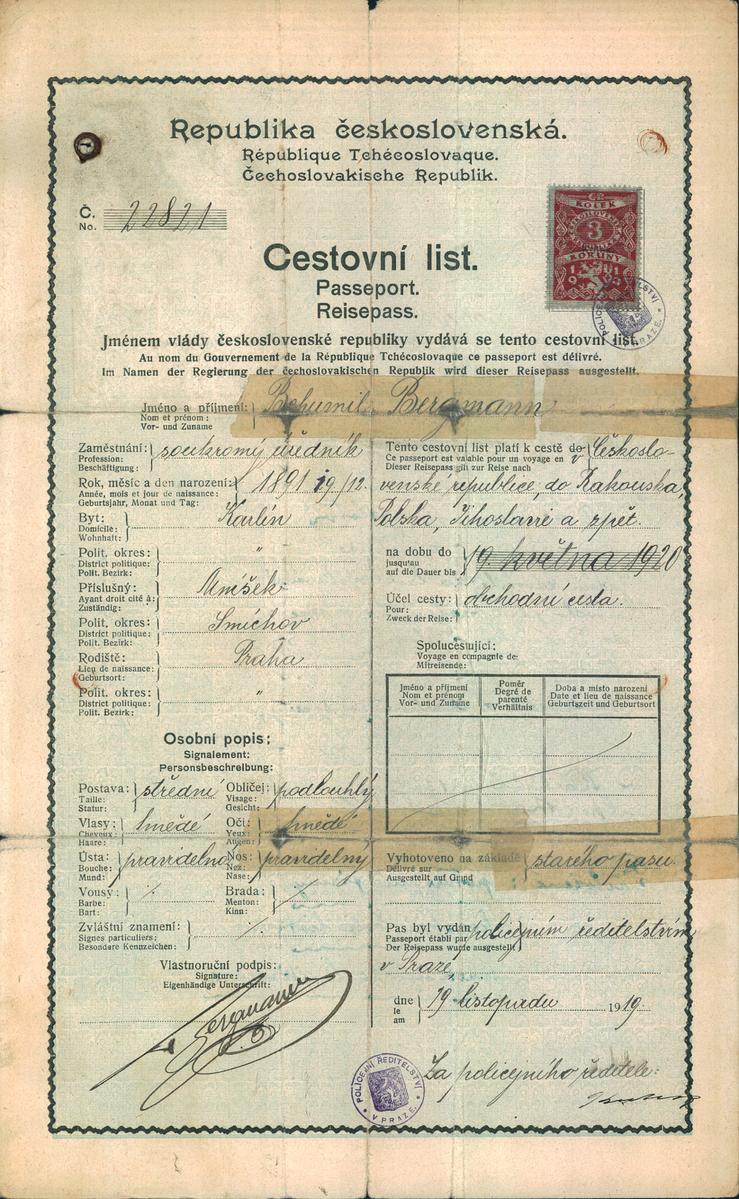 Republika československá.
République Tchécoslovaque.
Čechoslovakische Republik.
Č. 22821
No.
KOLEK
ČESKOSLOVENSKÉ
3
KORUNY
1919
Cestovní list.
Passeport.
Reisepass.
POLICEJNÍ ŘEDITELSTVÍ V PRAZE
Jménem vlády československé republiky vydává se tento cestovní list.
Au nom du Gouvernement de la République Tchécoslovaque ce passeport est délivré.
Im Namen der Regierung der čechoslovakischen Republik wird dieser Reisepass ausgestellt.
Jméno a příjmení: Bohumil Bergmann
Nom et prénom:
Vor- und Zuname
Zaměstnání: soukromý úředník
Profession:
Beschäftigung:
Rok, měsíc a den narození: 1891 19/12.
Année, mois et jour de naissance:
Geburtsjahr, Monat und Tag:
Byt: Karlín
Domicile:
Wohnhaft:
Polit. okres: "
District politique:
Polit. Bezirk:
Příslušný: Mníšek
Ayant droit cité à:
Zuständig:
Polit. okres: Smíchov
District politique:
Polit. Bezirk:
Rodiště: Praha
Lieu de naissance:
Geburtsort:
Polit. okres: "
District politique:
Polit. Bezirk:
Osobní popis:
Signalement:
Personsbeschreibung:
Postava: střední Obličej: podlouhlý
Taille: Visage:
Statur: Gesicht:
Vlasy: hnědé Oči: hnědé
Cheveux: Yeux:
Haare: Augen:
Ústa: pravidelná Nos: pravidelný
Bouche: Nez:
Mund: Nase:
Vousy: ⁒ Brada: ⁒
Barbe: Menton:
Bart: Kinn:
Zvláštní znamení: ⁒
Signes particuliers:
Besondere Kennzeichen:
Vlastnoruční podpis:
Signature:
Eigenhändige Unterschrift:
Bergmann
Tento cestovní list platí k cestě do v Českoslo-
Ce passeport est valable pour un voyage en
Dieser Reisepass gilt zur Reise nach
venské republice, do Rakouska,
Polska, Jihoslavie a zpět.
na dobu do 19. května 1920
jusqu'au
auf die Dauer bis
Účel cesty: obchodní cesta.
Pour:
Zweck der Reise:
Spolucestující:
Voyage en compagnie de:
Mitreisende:
Jméno a příjmení Poměr Doba a místo narození
Nom et prénom Degré de parenté Date et lieu de naissance
Vor- und Zuname Verhältnis Geburtszeit und Geburtsort
Vyhotoveno na základě starého pasu.
Délivré sur
Ausgestellt auf Grund
Pas byl vydán policejním ředitelstvím
Passeport établi par
Der Reisepass wurde ausgestellt
v Praze,
dne 19 listopadu 1919.
le
am
Za policejního ředitele:
POLICEJNÍ ŘEDITELSTVÍ V PRAZE